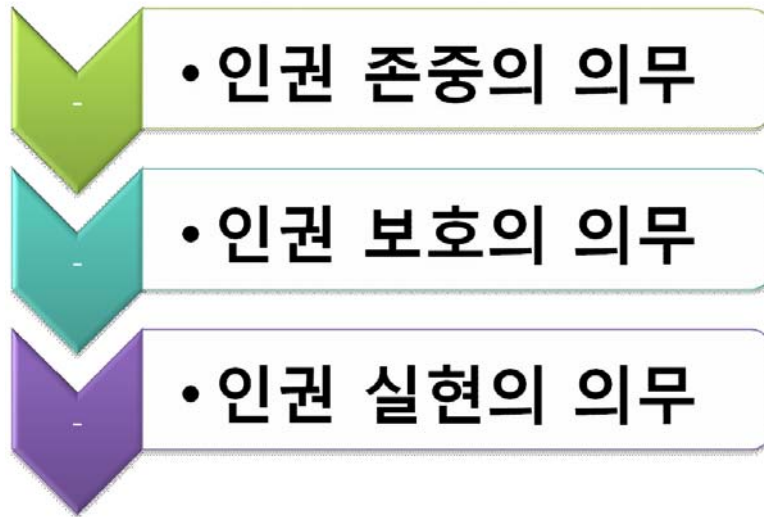 - • 인권 존중의 의무
- • 인권 보호의 의무
- • 인권 실현의 의무